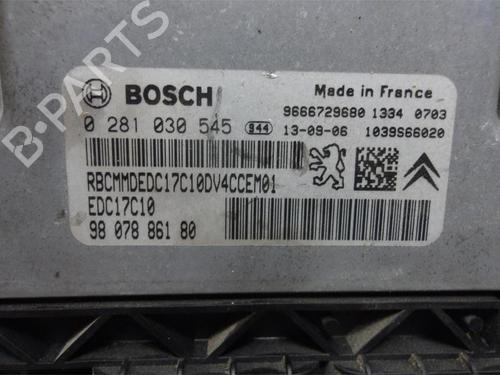 BOSCH
Made in France
9666729680 1334 0703
0 281 030 545 944 13-09-06 1039S66020
RBCMMDEDC17C10DV4CCEM01
EDC17C10
98 078 861 80
B-PARTS